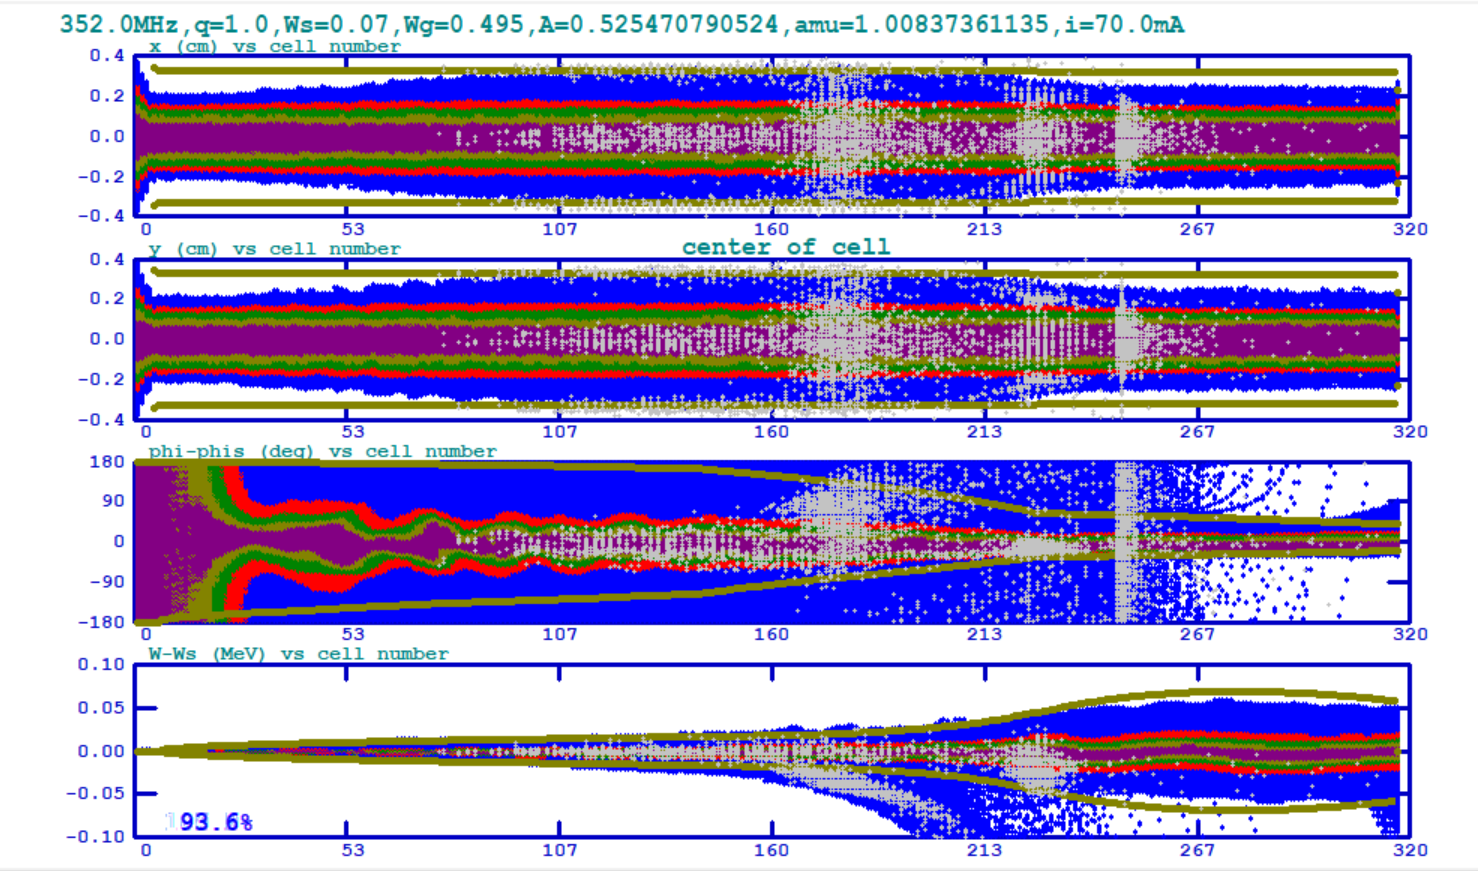 352.0MHz,q=1.0,Ws=0.07,Wg=0.495,A=0.525470790524,amu=1.00837361135,i=70.0mA
x (cm) vs cell number
0.4
0.2
0.0
-0.2
-0.4
0 53 107 160 213 267 320
y (cm) vs cell number center of cell
0.4
0.2
0.0
-0.2
-0.4
0 53 107 160 213 267 320
phi-phis (deg) vs cell number
180
90
0
-90
-180
0 53 107 160 213 267 320
W-Ws (MeV) vs cell number
0.10
0.05
0.00
-0.05
93.6%
-0.10
0 53 107 160 213 267 320